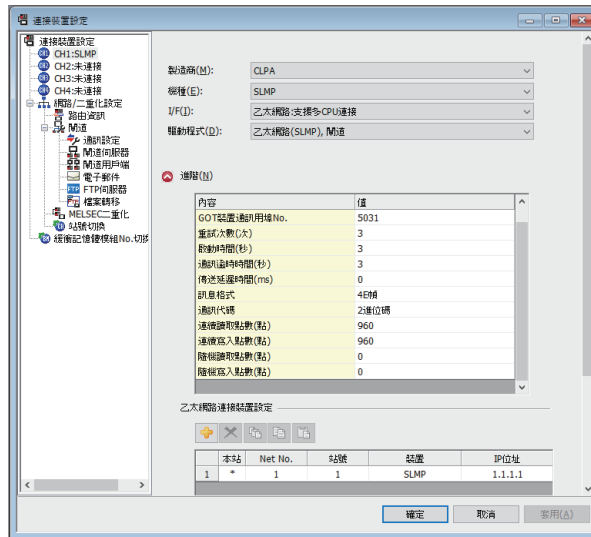 連接裝置設定
連接裝置設定
CH1:SLMP
CH2:未連接
CH3:未連接
CH4:未連接
網路/二重化設定
路由資訊
閘道
通訊設定
閘道伺服器
閘道用戶端
電子郵件
FTP伺服器
檔案轉移
MELSEC二重化
站號切換
緩衝記憶體模組No.切換
製造商(M): CLPA
機種(E): SLMP
I/F(I): 乙太網路:支援多CPU連接
驅動程式(D): 乙太網路(SLMP), 閘道
進階(N)
內容 值
GOT裝置通訊用埠No. 5031
重試次數(次) 3
啟動時間(秒) 3
通訊逾時時間(秒) 3
傳送延遲時間(ms) 0
訊息格式 4E幀
通訊代碼 2進位碼
連續讀取點數(點) 960
連續寫入點數(點) 960
隨機讀取點數(點) 0
隨機寫入點數(點) 0
乙太網路連接裝置設定
本站 Net No. 站號 裝置 IP位址
1 * 1 1 SLMP 1.1.1.1
確定 取消 套用(A)